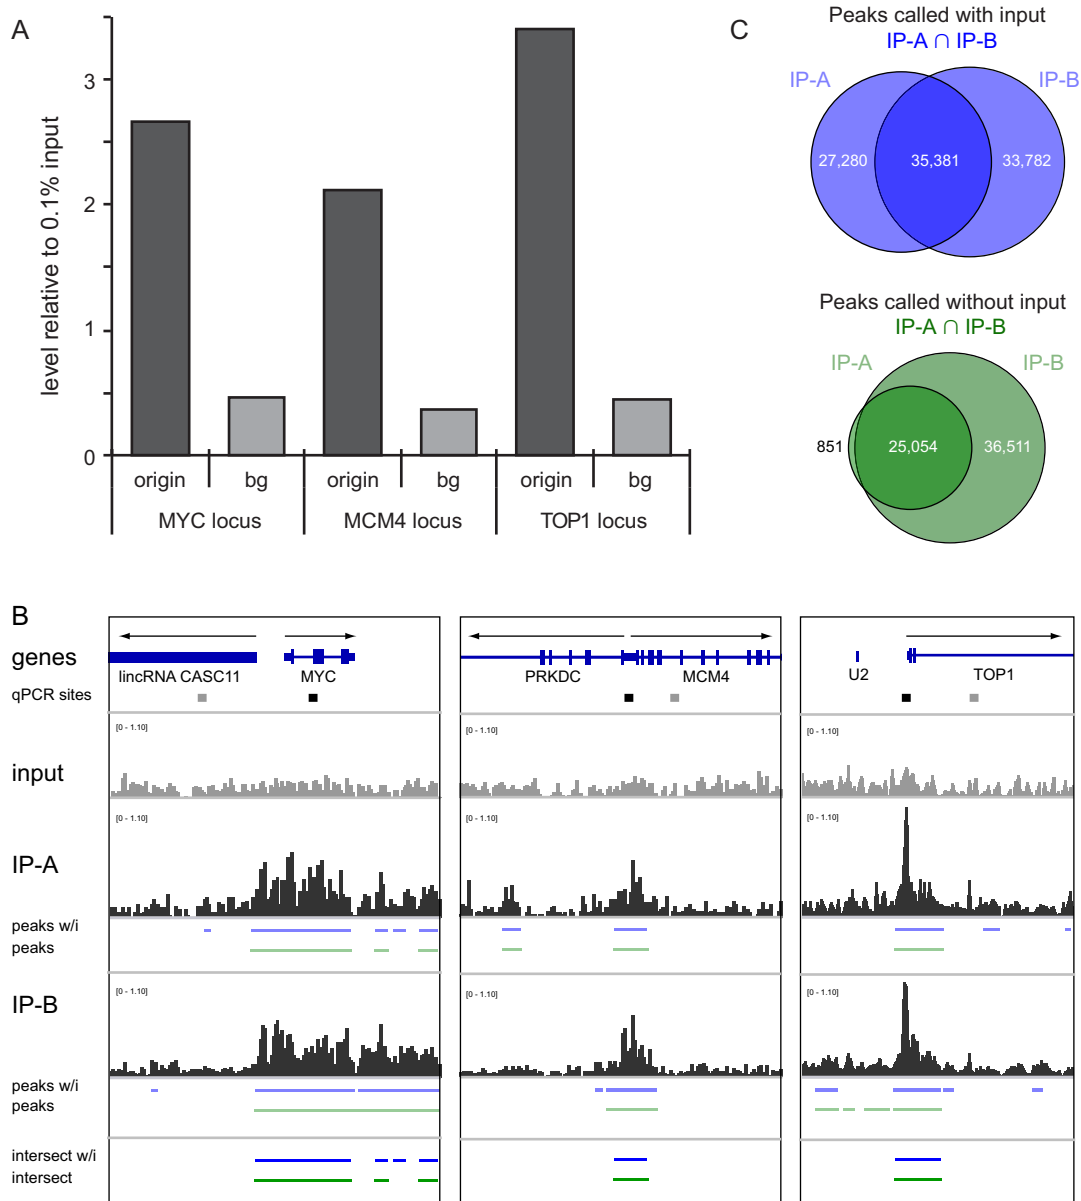 A
level relative to 0.1% input
3
2
1
0
origin bg origin bg origin bg
MYC locus MCM4 locus TOP1 locus
C
Peaks called with input
IP-A ∩ IP-B
IP-A IP-B
27,280 35,381 33,782
Peaks called without input
IP-A ∩ IP-B
IP-A IP-B
851 25,054 36,511
B
genes
lincRNA CASC11 MYC PRKDC MCM4 U2 TOP1
qPCR sites
[0 - 1.10] [0 - 1.10] [0 - 1.10]
input
[0 - 1.10] [0 - 1.10] [0 - 1.10]
IP-A
peaks w/i
peaks
[0 - 1.10] [0 - 1.10] [0 - 1.10]
IP-B
peaks w/i
peaks
intersect w/i
intersect